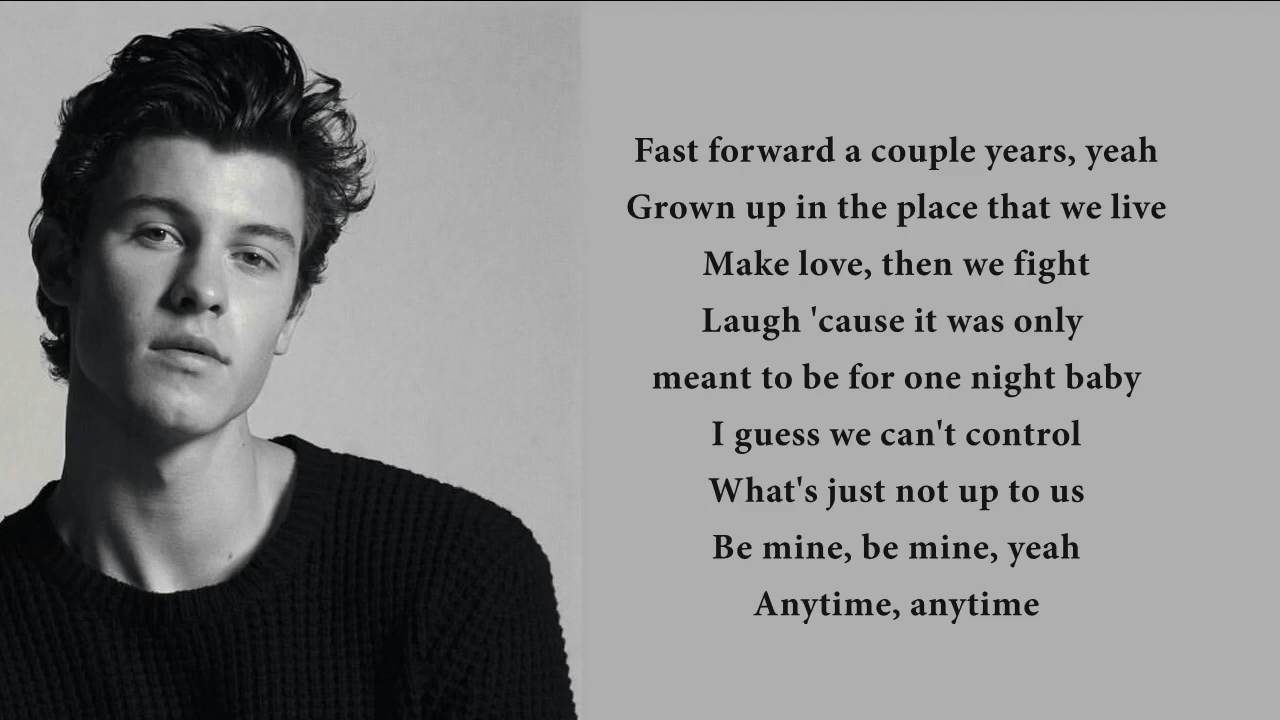 Fast forward a couple years, yeah
Grown up in the place that we live
Make love, then we fight
Laugh 'cause it was only
meant to be for one night baby
I guess we can't control
What's just not up to us
Be mine, be mine, yeah
Anytime, anytime